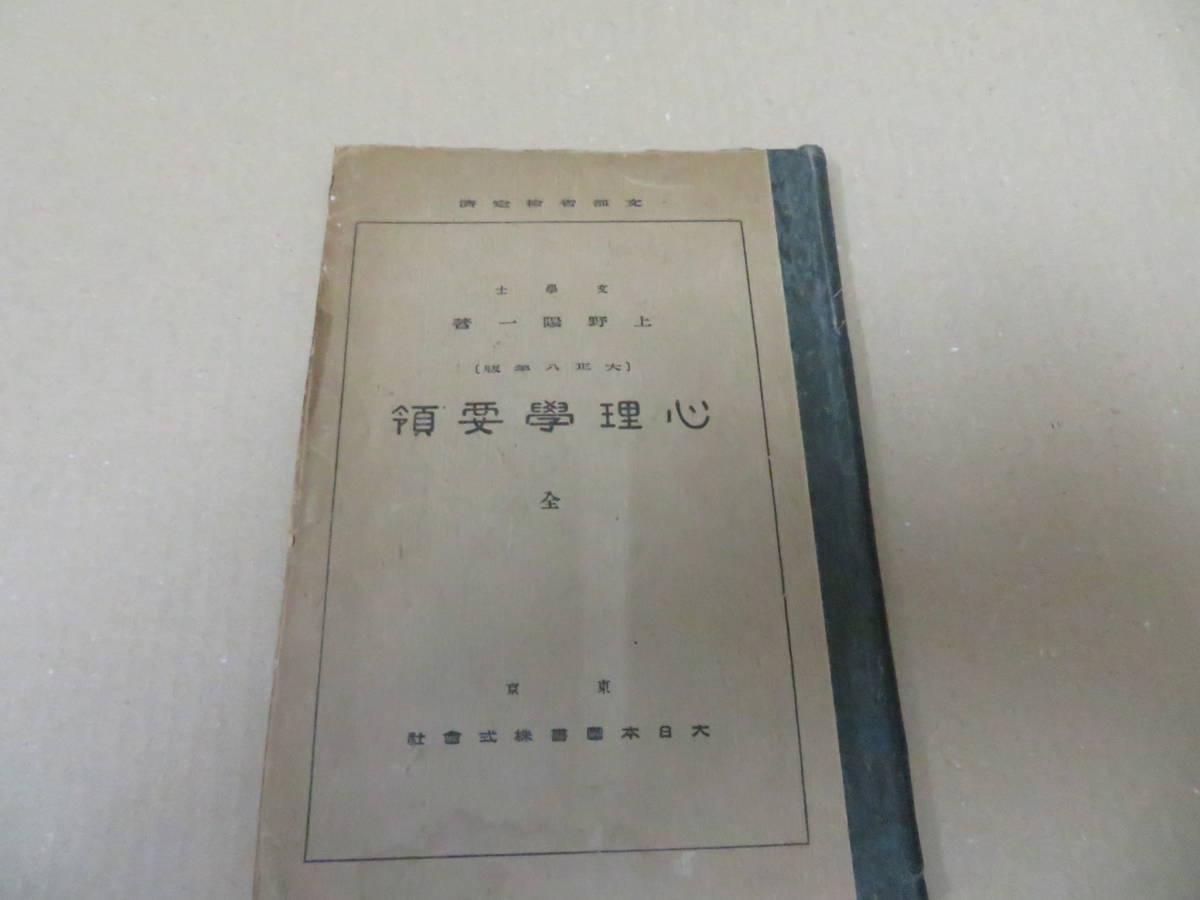 文部省檢定濟
文學士
上野陽一著
〔大正八年版〕
心理學要領
全
東京
大日本圖書株式會社